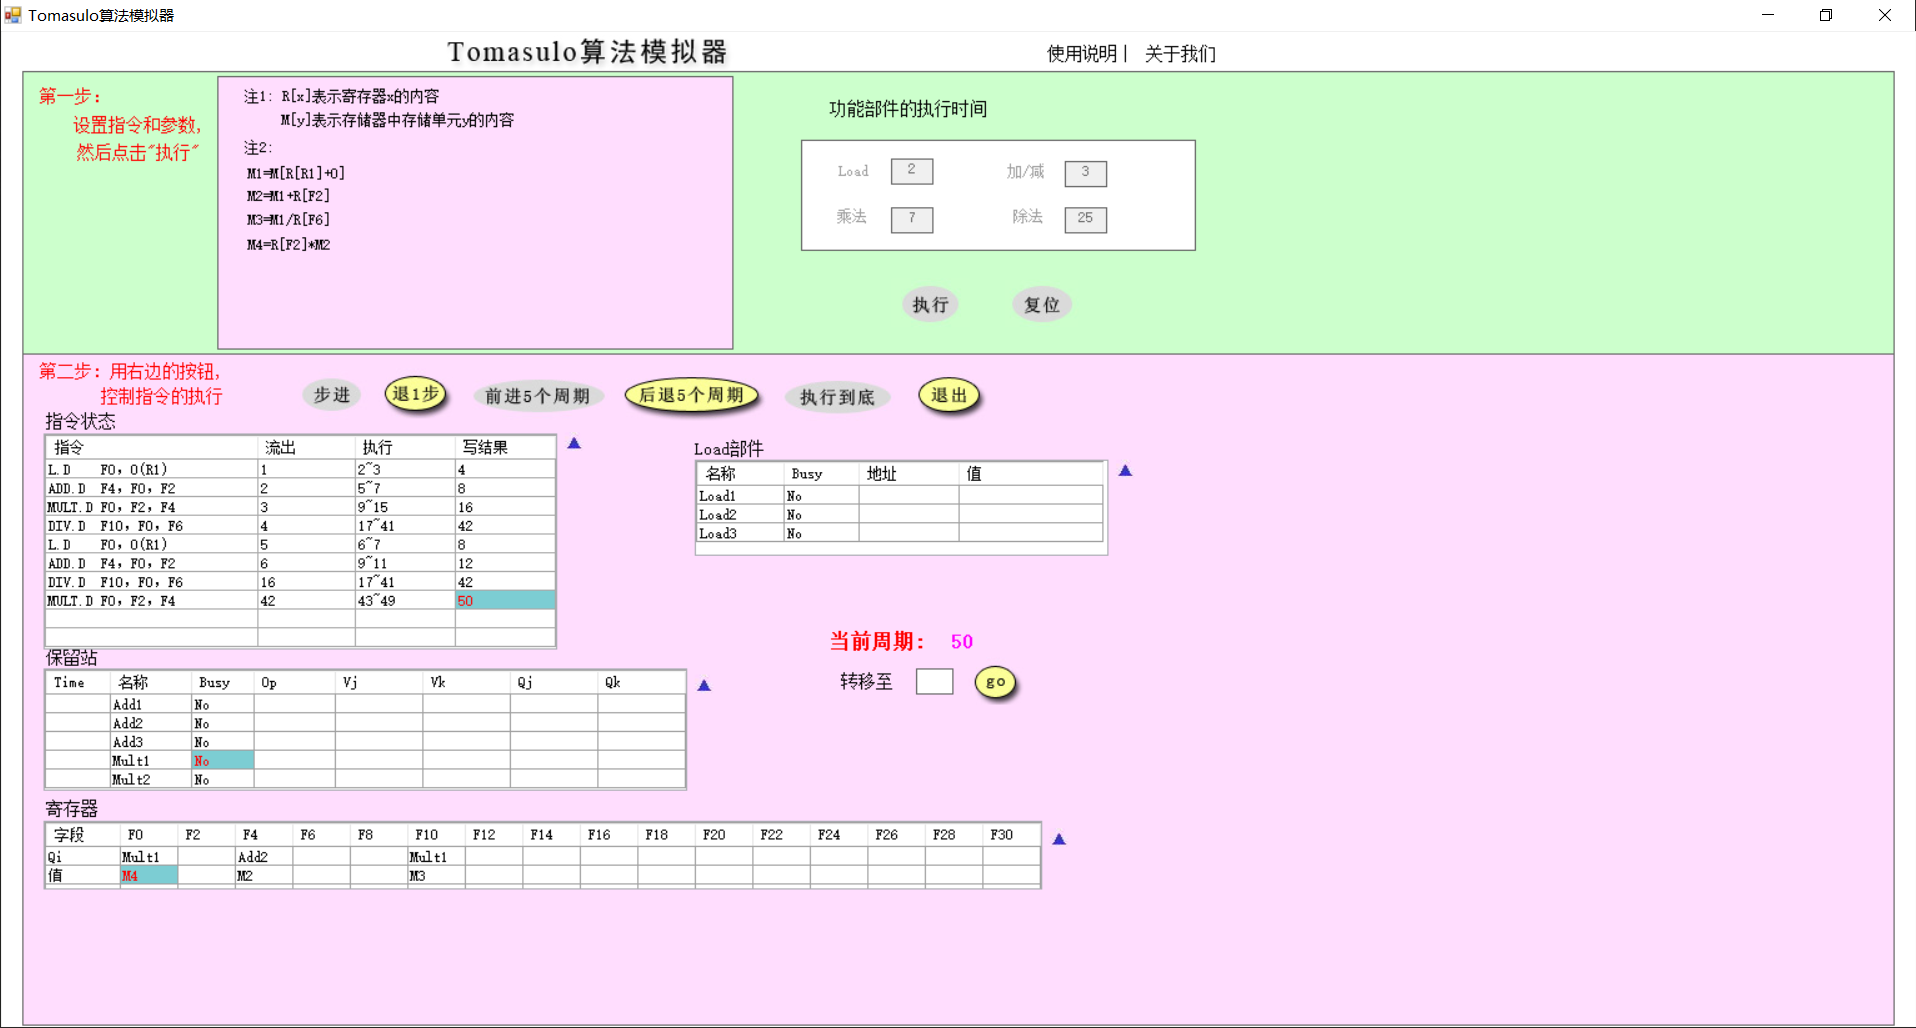 Tomasulo算法模拟器
Tomasulo算法模拟器
使用说明 | 关于我们
第一步：
设置指令和参数，
然后点击"执行"
注1: R[x]表示寄存器x的内容
M[y]表示存储器中存储单元y的内容
注2:
M1=M[R[R1]+0]
M2=M1+R[F2]
M3=M1/R[F6]
M4=R[F2]*M2
功能部件的执行时间
Load 2 加/减 3
乘法 7 除法 25
执行 复位
第二步：用右边的按钮，
控制指令的执行
步进 退1步 前进5个周期 后退5个周期 执行到底 退出
指令状态
指令 流出 执行 写结果
L.D F0，0(R1) 1 2~3 4
ADD.D F4，F0，F2 2 5~7 8
MULT.D F0，F2，F4 3 9~15 16
DIV.D F10，F0，F6 4 17~41 42
L.D F0，0(R1) 5 6~7 8
ADD.D F4，F0，F2 6 9~11 12
DIV.D F10，F0，F6 16 17~41 42
MULT.D F0，F2，F4 42 43~49 50
Load部件
名称 Busy 地址 值
Load1 No
Load2 No
Load3 No
当前周期： 50
转移至 go
保留站
Time 名称 Busy Op Vj Vk Qj Qk
Add1 No
Add2 No
Add3 No
Mult1 No
Mult2 No
寄存器
字段 F0 F2 F4 F6 F8 F10 F12 F14 F16 F18 F20 F22 F24 F26 F28 F30
Qi Mult1 Add2 Mult1
值 M4 M2 M3